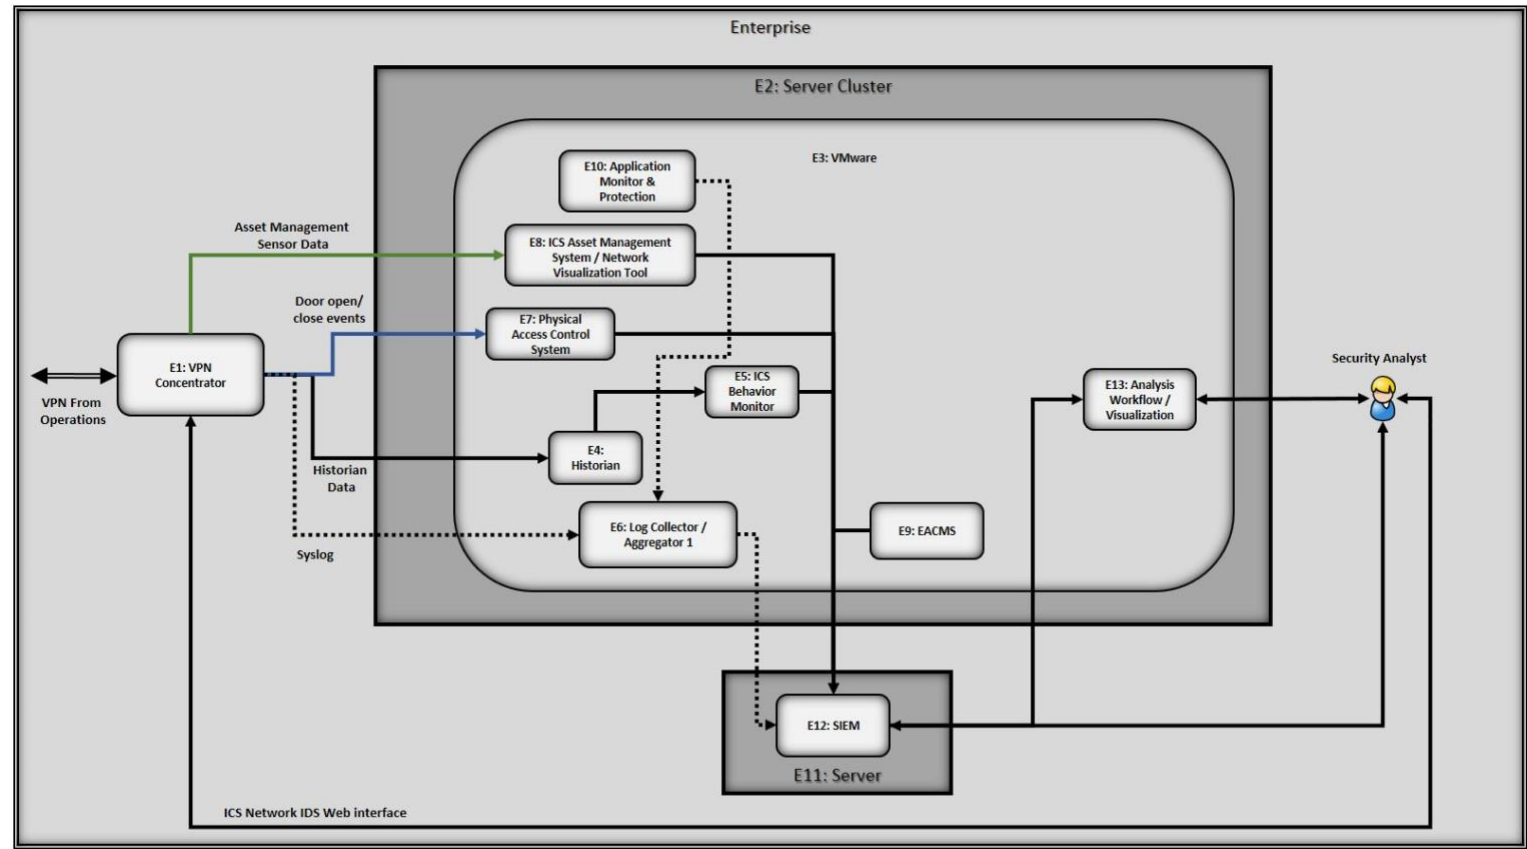 Enterprise
E2: Server Cluster
E3: VMware
E10: Application
Monitor &
Protection
Asset Management
Sensor Data
E8: ICS Asset Management
System / Network
Visualization Tool
Door open/
close events
E7: Physical
Access Control
System
E1: VPN
Concentrator
VPN From
Operations
E5: ICS
Behavior
Monitor
E4:
Historian
Historian
Data
E6: Log Collector /
Aggregator 1
Syslog
E9: EACMS
E13: Analysis
Workflow /
Visualization
Security Analyst
E12: SIEM
E11: Server
ICS Network IDS Web interface